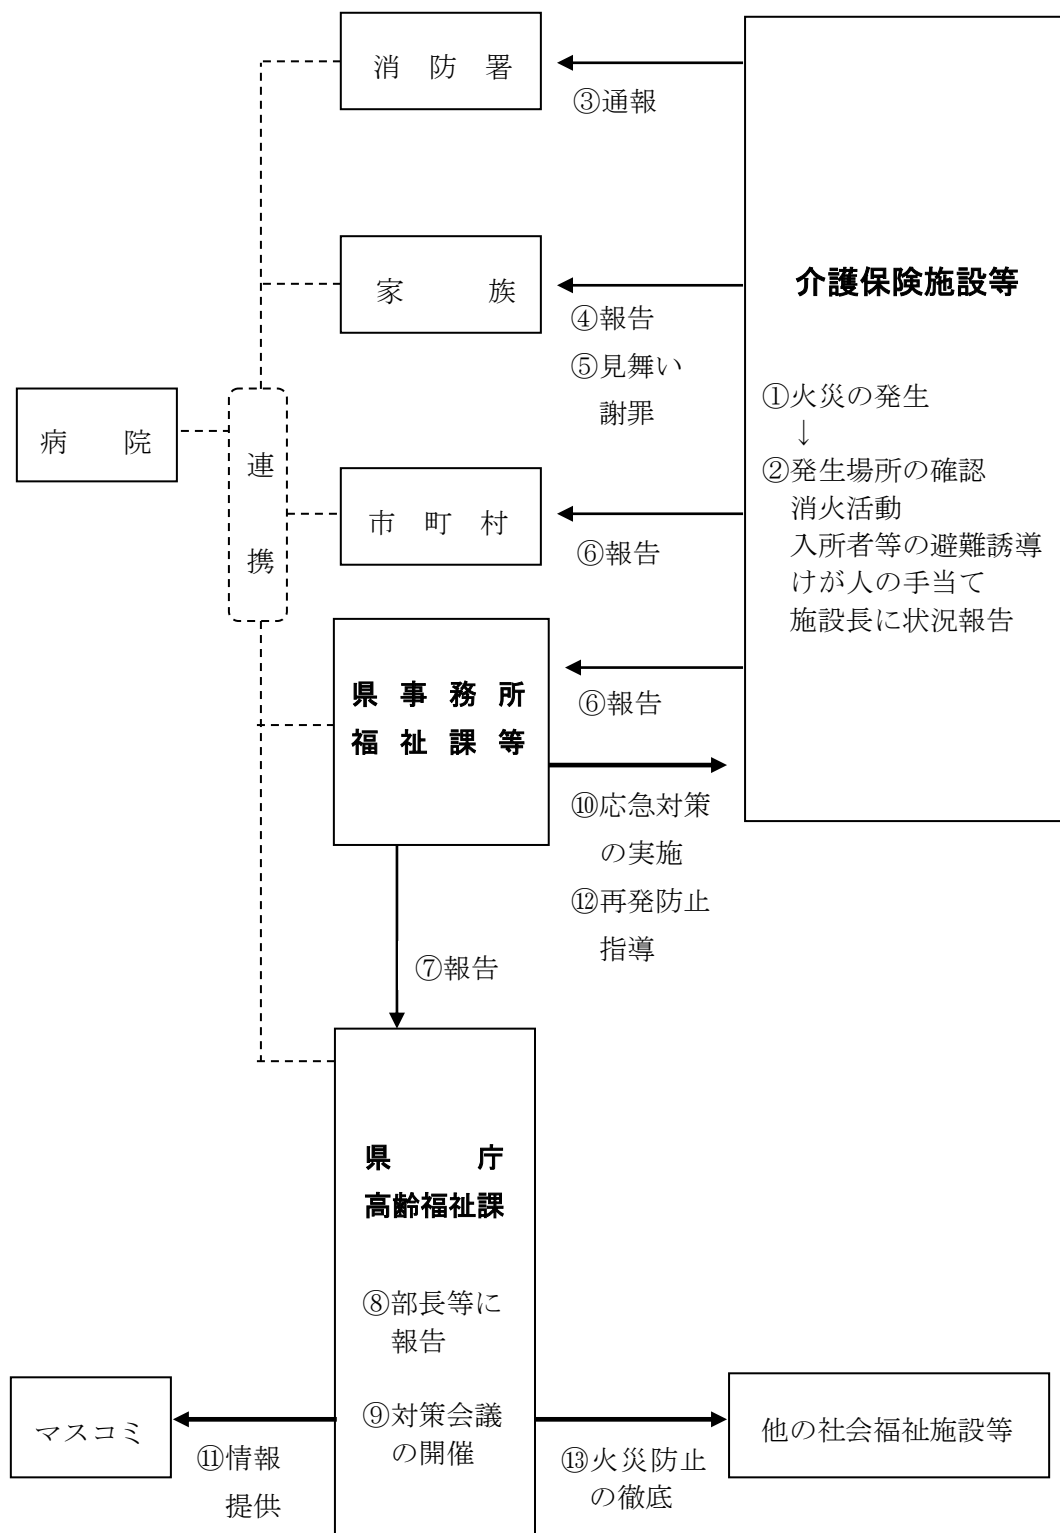 消防署
③通報
家族
④報告
⑤見舞い
謝罪
介護保険施設等
①火災の発生
↓
②発生場所の確認
消火活動
入所者等の避難誘導
けが人の手当て
施設長に状況報告
病院
連
携
市町村
⑥報告
県事務所
福祉課等
⑥報告
⑩応急対策
の実施
⑫再発防止
指導
⑦報告
県庁
高齢福祉課
⑧部長等に
報告
⑨対策会議
の開催
マスコミ
⑪情報
提供
⑬火災防止
の徹底
他の社会福祉施設等